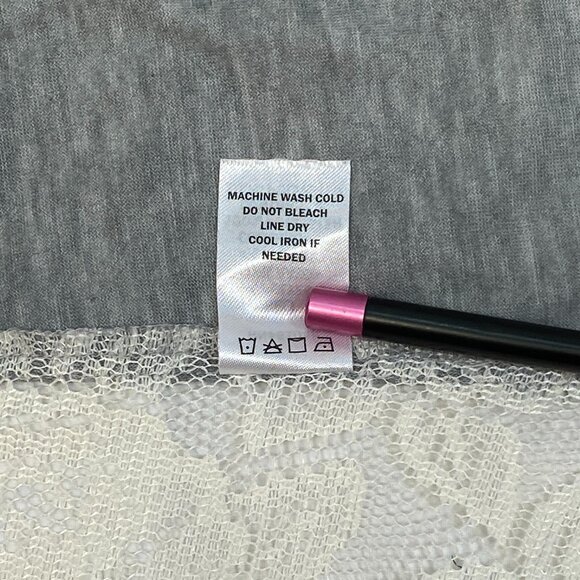 MACHINE WASH COLD
DO NOT BLEACH
LINE DRY
COOL IRON IF
NEEDED